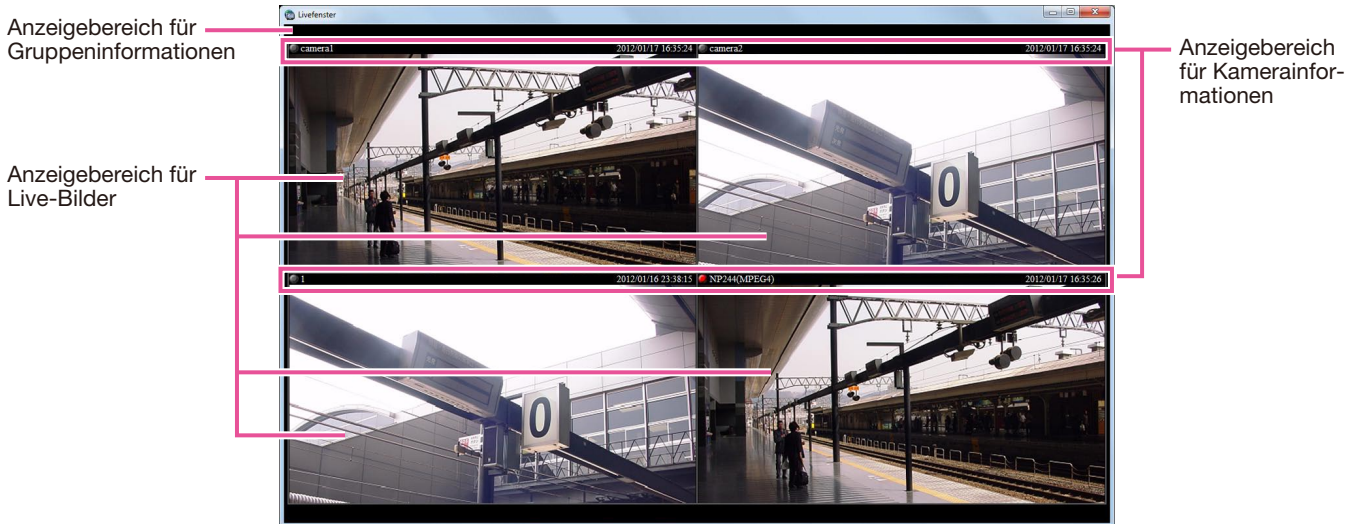 Anzeigebereich für
Gruppeninformationen
Livefenster
camera1 2012/01/17 16:35:24 camera2 2012/01/17 16:35:24
Anzeigebereich
für Kamerainfor-
mationen
Anzeigebereich für
Live-Bilder
0
1 2012/01/16 23:38:15 NP244(MPEG4) 2012/01/17 16:35:26
0